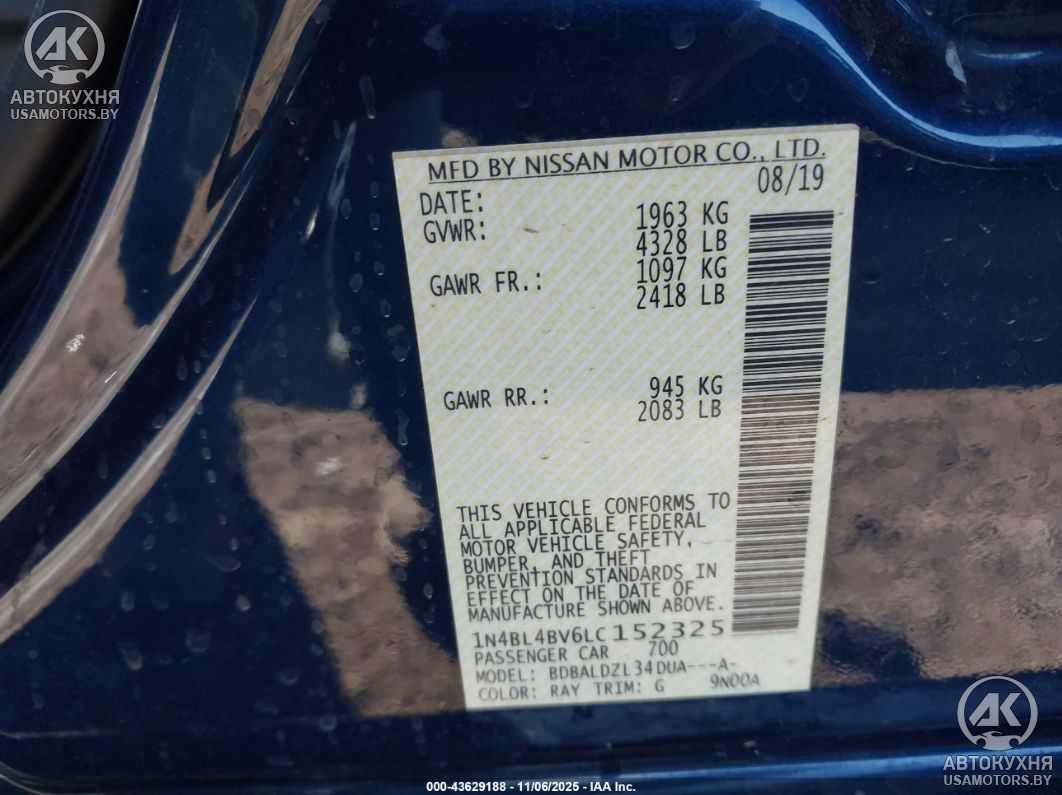 AK
АВТОКУХНЯ
USAMOTORS.BY
MFD BY NISSAN MOTOR CO., LTD.
DATE: 08/19
GVWR: 1963 KG
4328 LB
GAWR FR.: 1097 KG
2418 LB
GAWR RR.: 945 KG
2083 LB
THIS VEHICLE CONFORMS TO
ALL APPLICABLE FEDERAL
MOTOR VEHICLE SAFETY,
BUMPER, AND THEFT
PREVENTION STANDARDS IN
EFFECT ON THE DATE OF
MANUFACTURE SHOWN ABOVE.
1N4BL4BV6LC152325
PASSENGER CAR 700
MODEL: BDBALDZL34DUA---A-
COLOR: RAY TRIM: G 9N00A
AK
АВТОКУХНЯ
USAMOTORS.BY
000-43629188 - 11/06/2025 - IAA Inc.